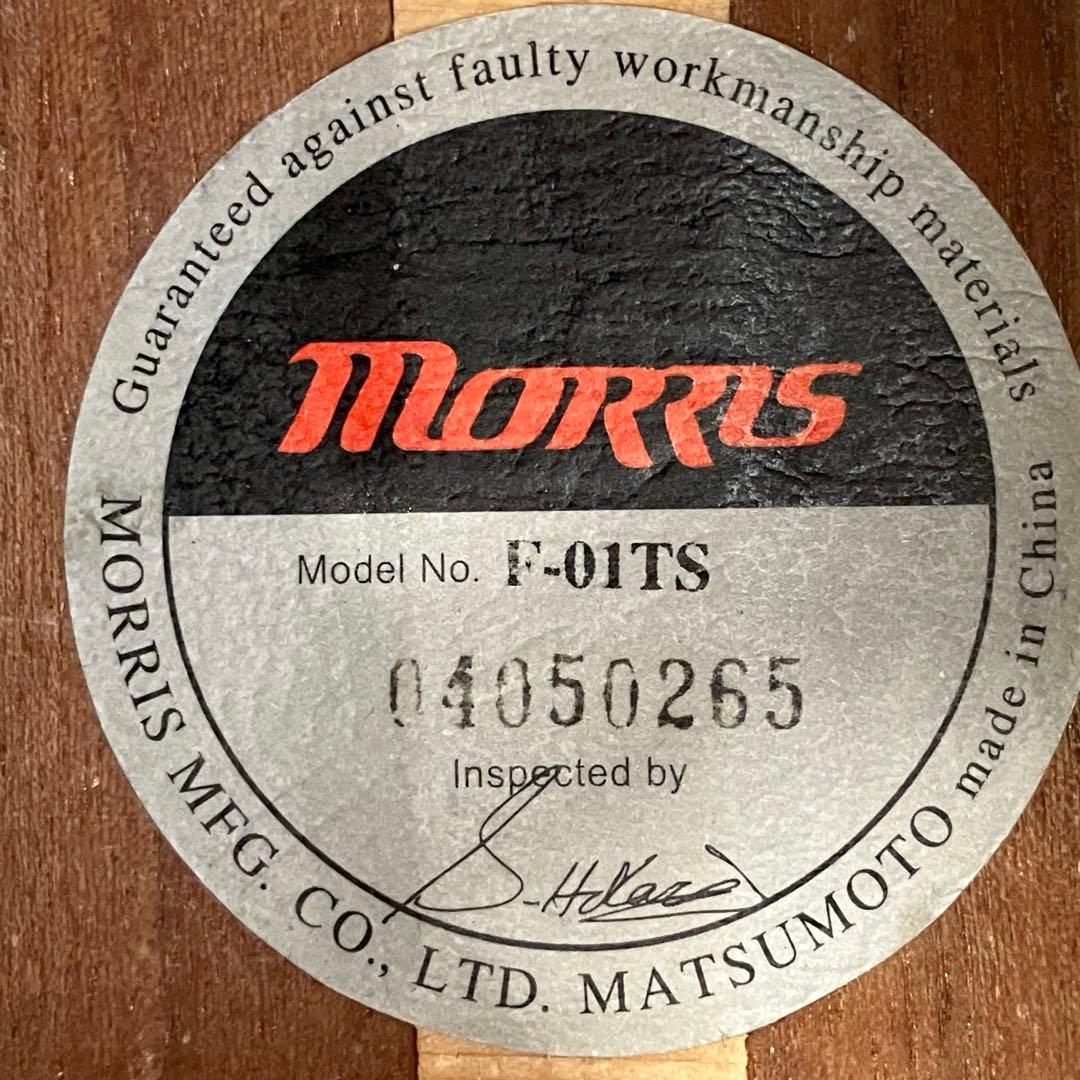 Guaranteed against faulty workmanship materials
MORRIS
Model No. F-01TS
04050265
Inspected by
MORRIS MFG. CO., LTD. MATSUMOTO made in China